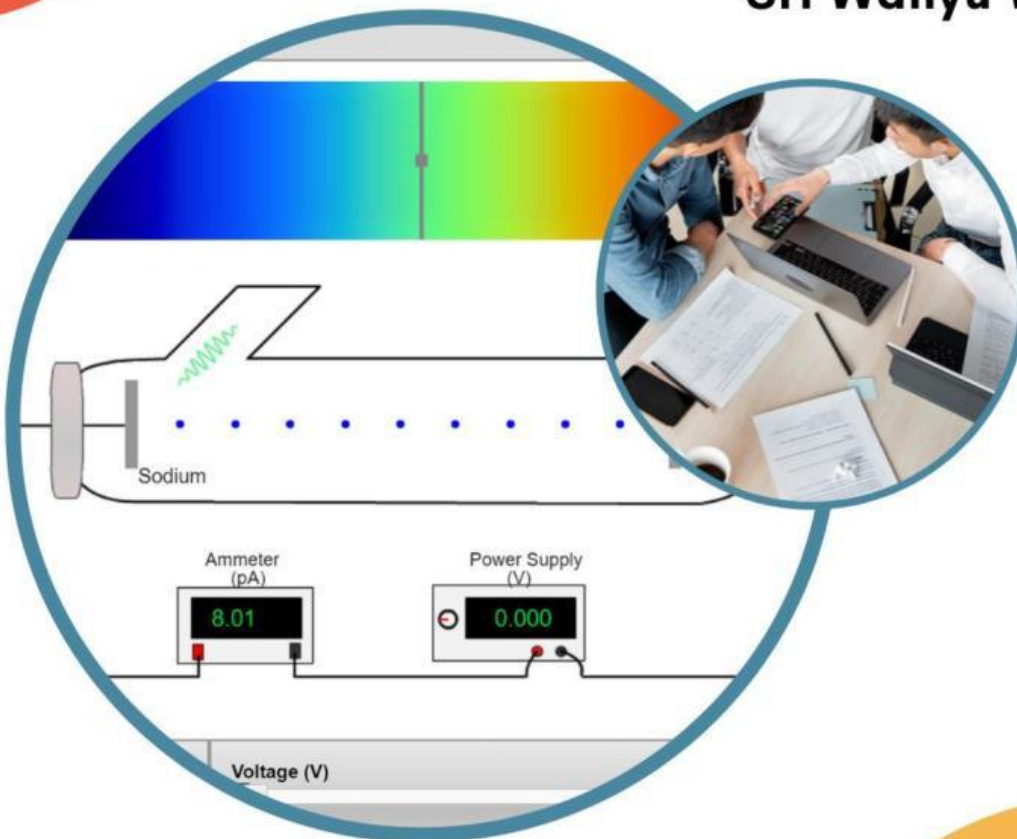 Sodium
Ammeter
(pA)
Power Supply
(V)
8.01
0.000
Voltage (V)